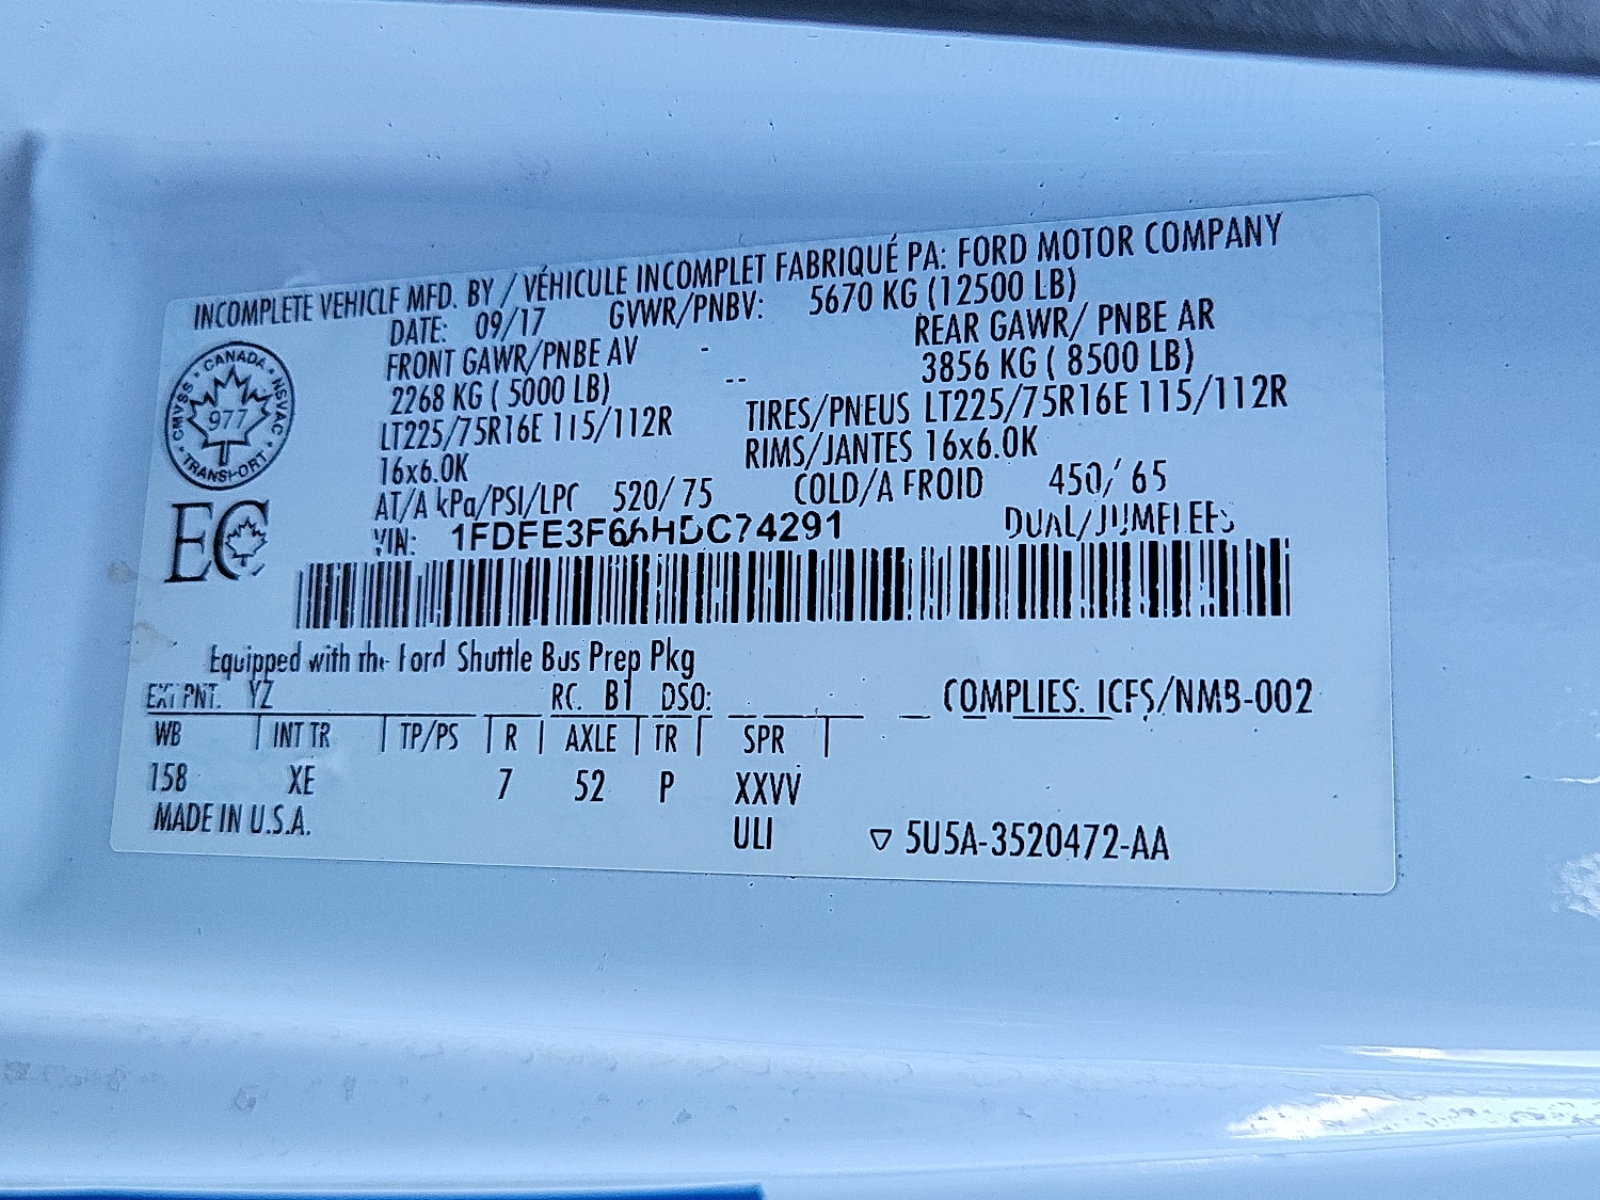 INCOMPLETE VEHICLE MFD. BY / VÉHICULE INCOMPLET FABRIQUÉ PA: FORD MOTOR COMPANY
DATE: 09/17 GVWR/PNBV: 5670 KG (12500 LB)
FRONT GAWR/PNBE AV - REAR GAWR/ PNBE AR
2268 KG ( 5000 LB) -- 3856 KG ( 8500 LB)
LT225/75R16E 115/112R TIRES/PNEUS LT225/75R16E 115/112R
16x6.0K RIMS/JANTES 16x6.0K
AT/A kPa/PSI/LPC 520/ 75 COLD/A FROID 450/ 65
VIN: DUAL/JUMELEES
CANADA
CMVSS · NSVAC
977
TRANSPORT
EC
Equipped with the Ford Shuttle Bus Prep Pkg
EXT PNT. YZ RC. B1 DSO: COMPLIES. ICES/NMB-002
WB INT TR TP/PS R AXLE TR SPR
158 XE 7 52 P XXVV
MADE IN U.S.A. ULI ▽ 5U5A-3520472-AA